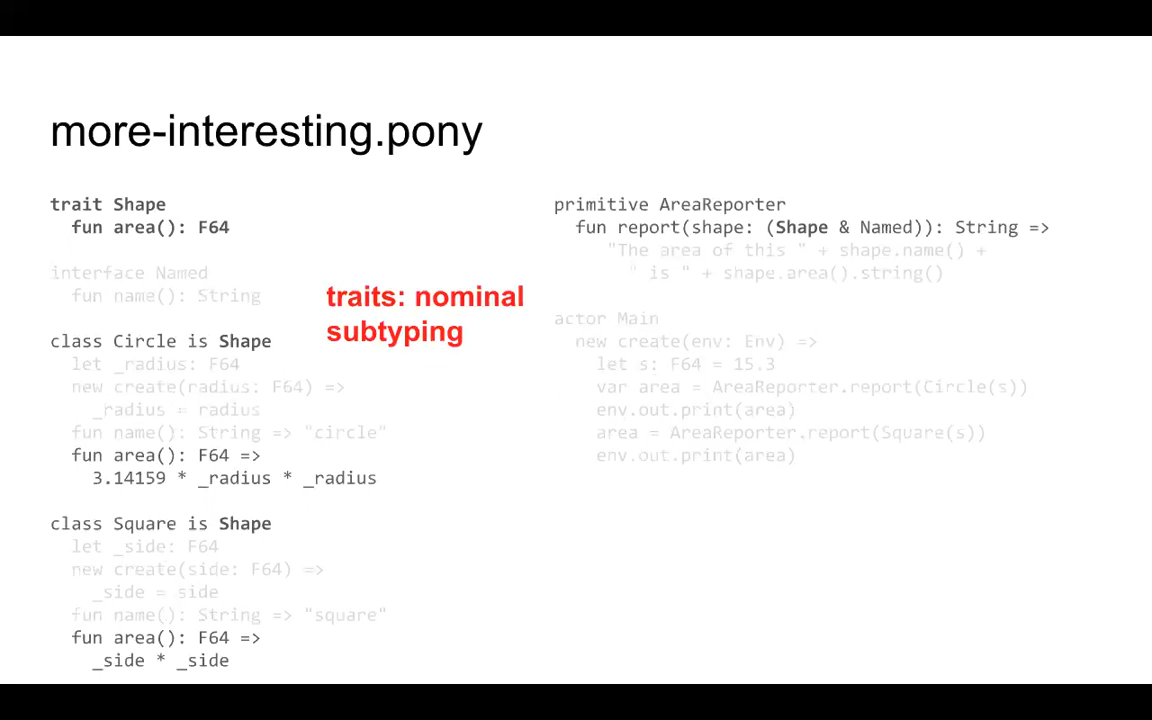 more-interesting.pony
trait Shape
  fun area(): F64
interface Named
  fun name(): String
class Circle is Shape
  let _radius: F64
  new create(radius: F64) =>
    _radius = radius
  fun name(): String => "circle"
  fun area(): F64 =>
    3.14159 * _radius * _radius
class Square is Shape
  let _side: F64
  new create(side: F64) =>
    _side = side
  fun name(): String => "square"
  fun area(): F64 =>
    _side * _side
traits: nominal
subtyping
primitive AreaReporter
  fun report(shape: (Shape & Named)): String =>
    "The area of this " + shape.name() +
      " is " + shape.area().string()
actor Main
  new create(env: Env) =>
    let s: F64 = 15.3
    var area = AreaReporter.report(Circle(s))
    env.out.print(area)
    area = AreaReporter.report(Square(s))
    env.out.print(area)